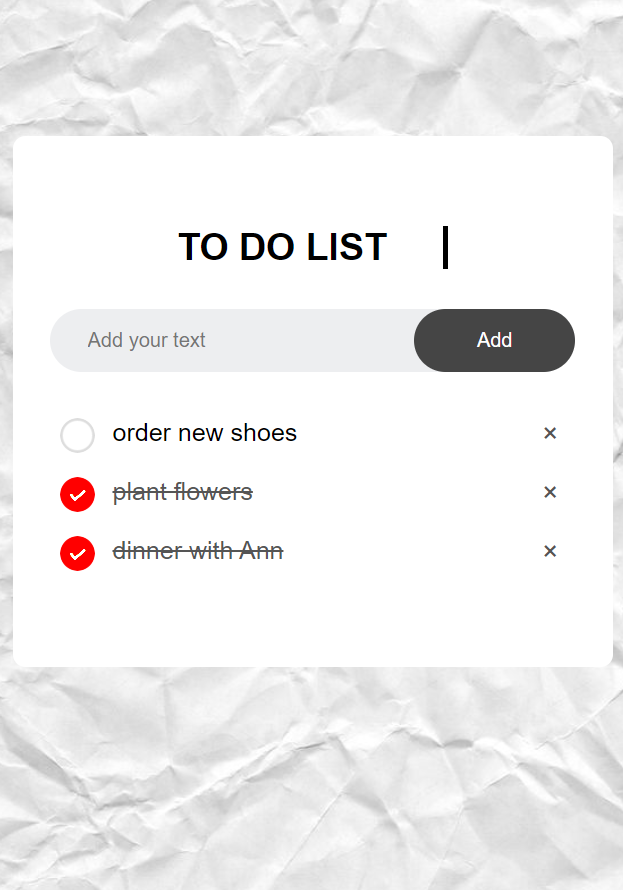 TO DO LIST
Add your text
Add
order new shoes ×
plant flowers ×
dinner with Ann ×